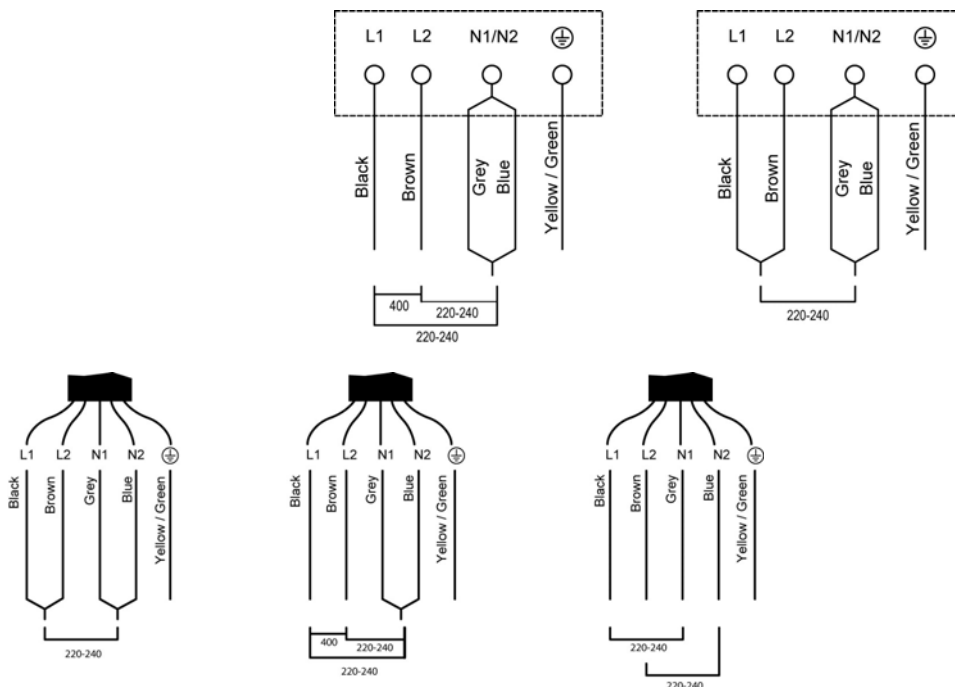 L1 L2 N1/N2
Black
Brown
Grey
Blue
Yellow / Green
400
220-240
220-240
L1 L2 N1/N2
Black
Brown
Grey
Blue
Yellow / Green
220-240
L1 L2 N1 N2
Black
Brown
Grey
Blue
Yellow / Green
220-240
L1 L2 N1 N2
Black
Brown
Grey
Blue
Yellow / Green
400
220-240
220-240
L1 L2 N1 N2
Black
Brown
Grey
Blue
Yellow / Green
220-240
220-240